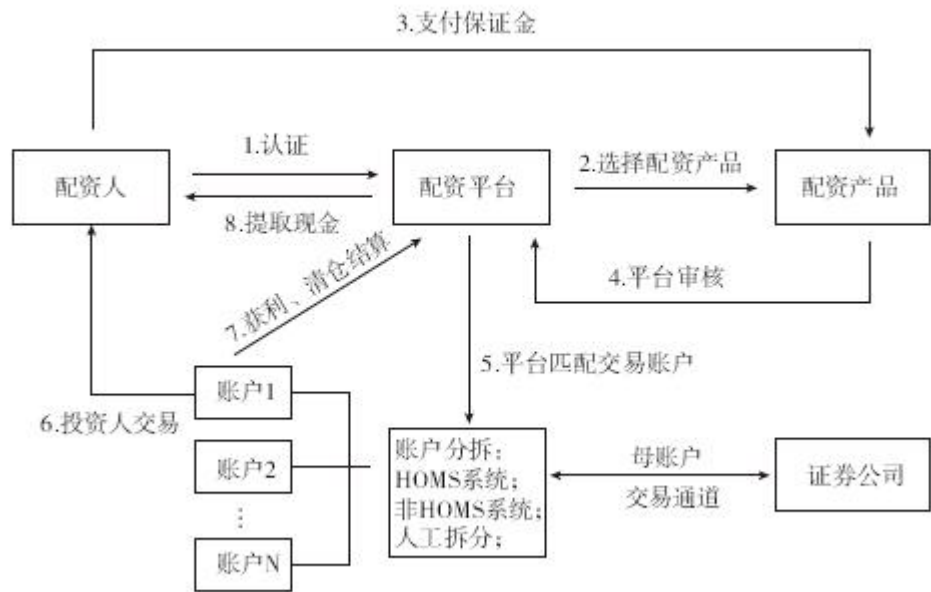 3.支付保证金
配资人
1.认证
8.提取现金
配资平台
2.选择配资产品
配资产品
7.获利、清仓结算
4.平台审核
5.平台匹配交易账户
账户1
6.投资人交易
账户2
⋮
账户N
账户分拆；
HOMS系统；
非HOMS系统；
人工拆分；
母账户
交易通道
证券公司